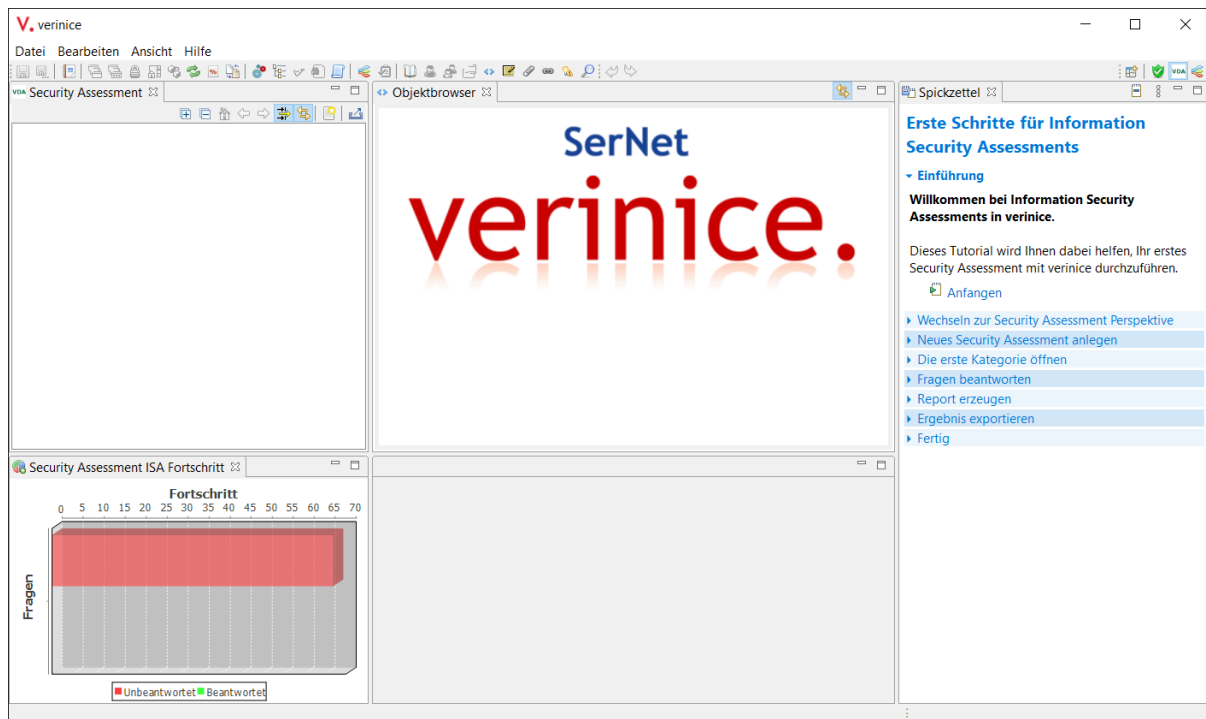 V. verinice
Datei Bearbeiten Ansicht Hilfe
VDA
VDA Security Assessment
Objektbrowser
SerNet
verinice.
Spickzettel
Erste Schritte für Information
Security Assessments
Einführung
Willkommen bei Information Security
Assessments in verinice.
Dieses Tutorial wird Ihnen dabei helfen, Ihr erstes
Security Assessment mit verinice durchzuführen.
Anfangen
Wechseln zur Security Assessment Perspektive
Neues Security Assessment anlegen
Die erste Kategorie öffnen
Fragen beantworten
Report erzeugen
Ergebnis exportieren
Fertig
Security Assessment ISA Fortschritt
Fortschritt
0 5 10 15 20 25 30 35 40 45 50 55 60 65 70
Fragen
Unbeantwortet Beantwortet